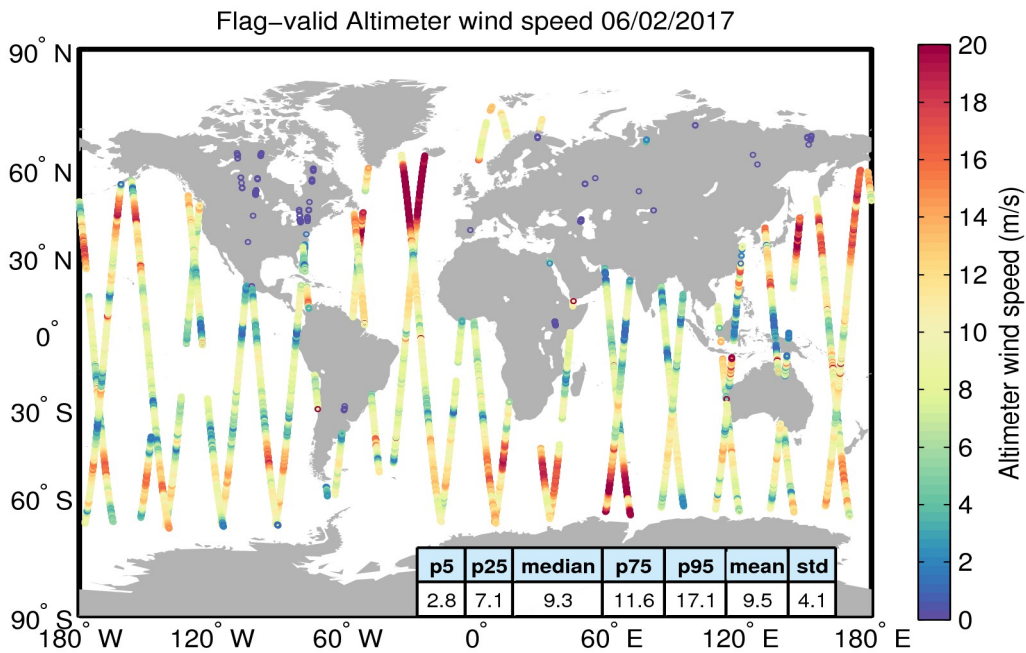 Flag−valid Altimeter wind speed 06/02/2017
90° N
60° N
30° N
0°
30° S
60° S
90° S
180° W
120° W
60° W
0°
60° E
120° E
180° E
p5 p25 median p75 p95 mean std
2.8 7.1 9.3 11.6 17.1 9.5 4.1
20
18
16
14
12
10
8
6
4
2
0
Altimeter wind speed (m/s)